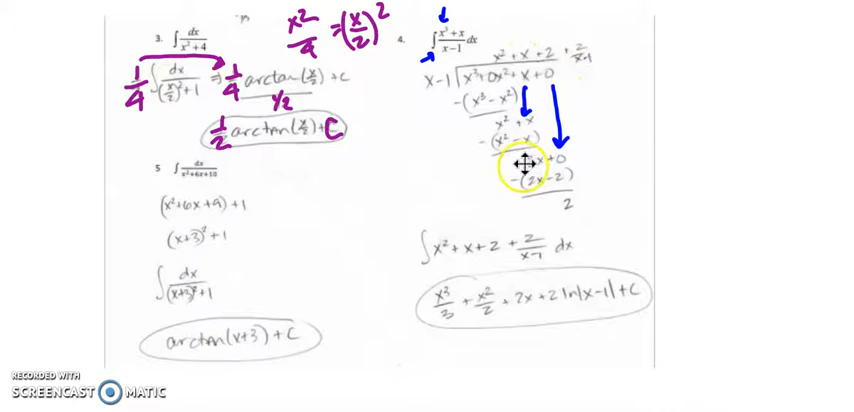 3. ∫ dx/(x²+4)
x²/4 = (x/2)²
1/4 ∫ dx/((x/2)²+1) ⇒ 1/4 arctan(x/2) + C
1/2
1/2 arctan(x/2) + C
4. ∫ (x³+x)/(x-1) dx
x² + x + 2 + 2/(x-1)
x-1 √ x³+0x²+x+0
-(x³-x²)
x² + x
-(x²-x)
x+0
-(2x-2)
2
∫ x²+x+2 + 2/(x-1) dx
x³/3 + x²/2 + 2x + 2 ln|x-1| + C
5 ∫ dx/(x²+6x+10)
(x²+6x+9)+1
(x+3)²+1
∫ dx/((x+3)²+1)
arctan(x+3) + C
RECORDED WITH
SCREENCAST MATIC